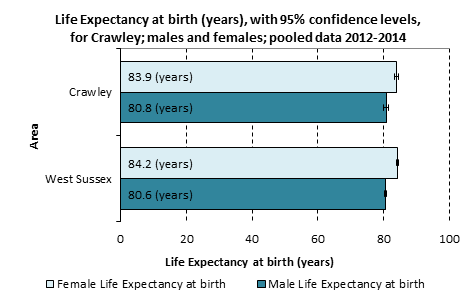 Life Expectancy at birth (years), with 95% confidence levels,
for Crawley; males and females; pooled data 2012-2014
Area
Crawley
83.9 (years)
80.8 (years)
West Sussex
84.2 (years)
80.6 (years)
0 20 40 60 80 100
Life Expectancy at birth (years)
Female Life Expectancy at birth Male Life Expectancy at birth